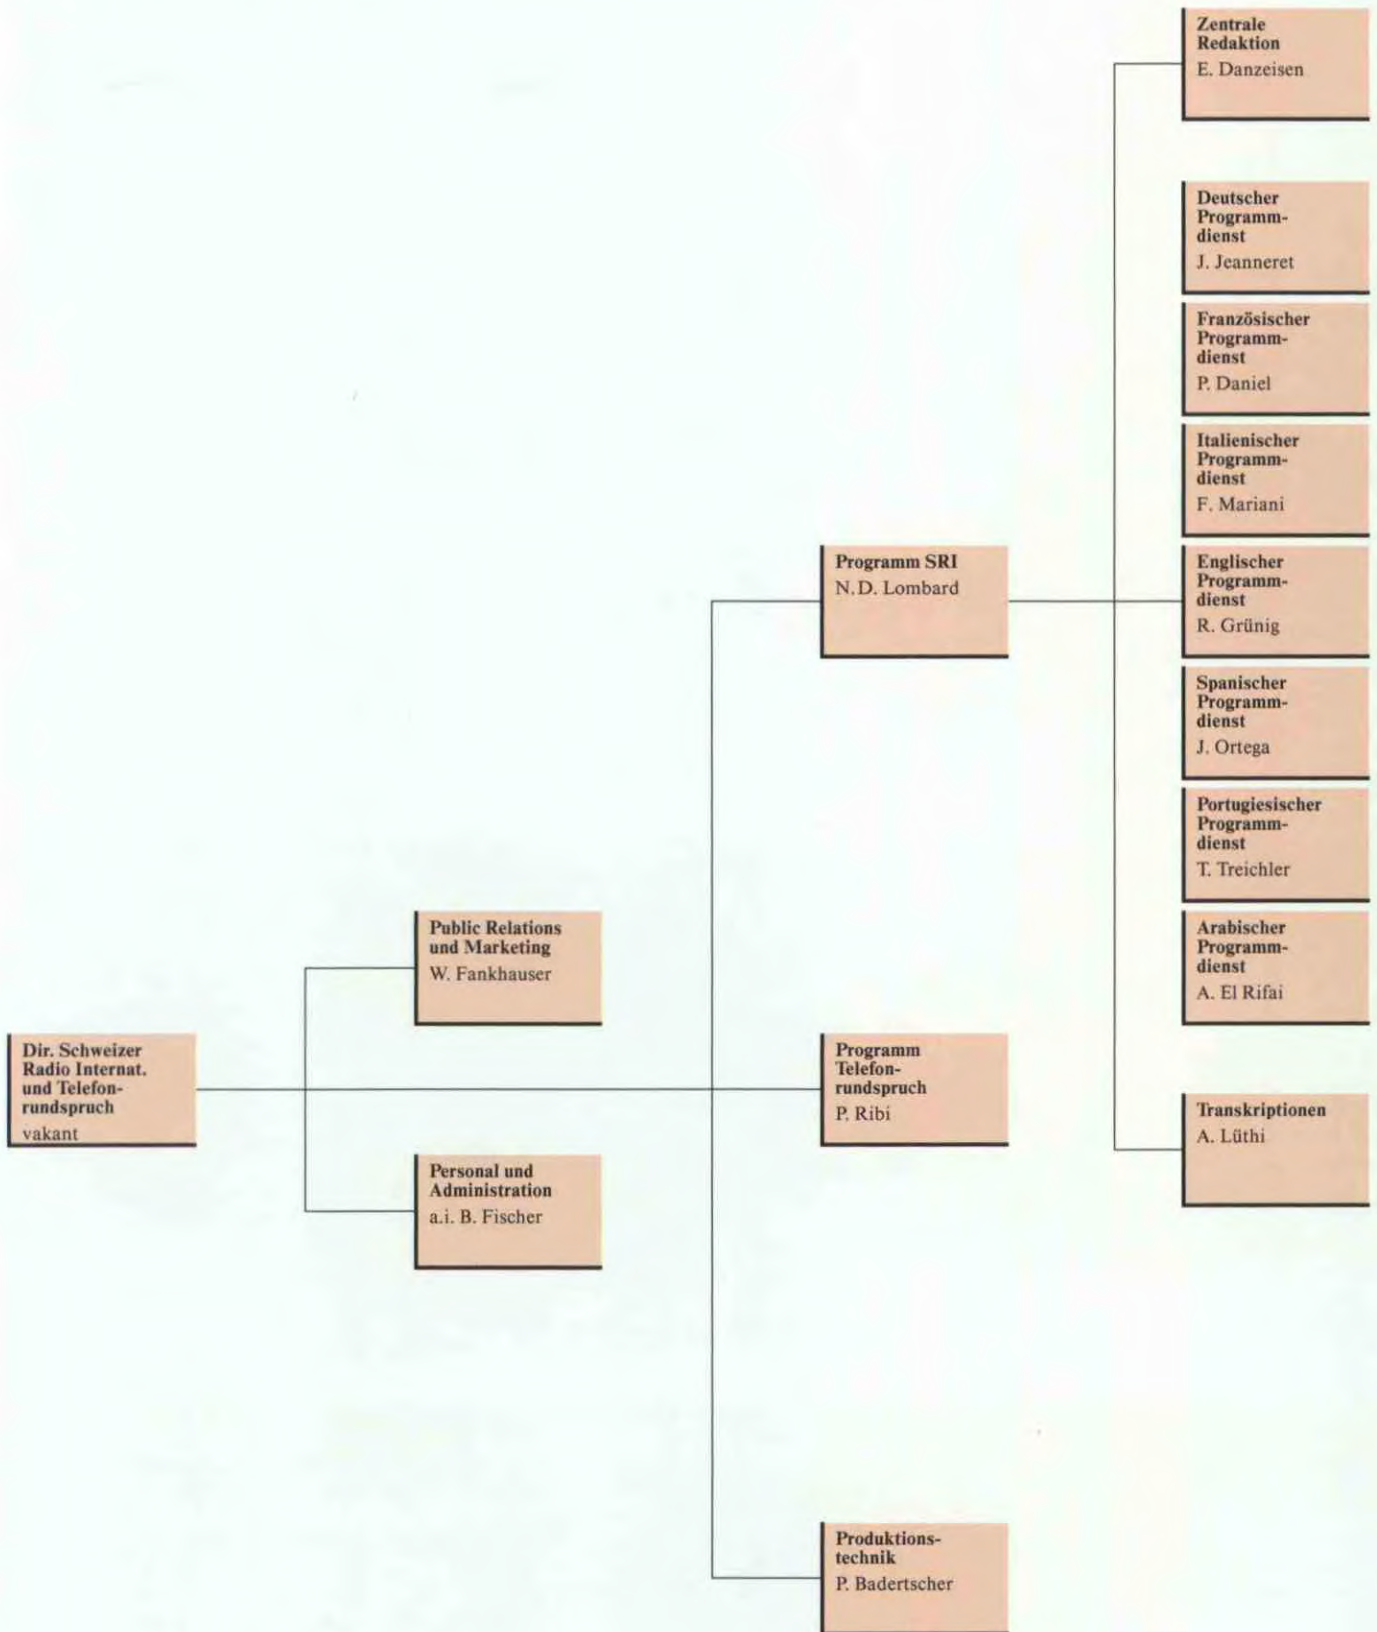 Zentrale
Redaktion
E. Danzeisen
Deutscher
Programm-
dienst
J. Jeanneret
Französischer
Programm-
dienst
P. Daniel
Italienischer
Programm-
dienst
F. Mariani
Programm SRI
N.D. Lombard
Englischer
Programm-
dienst
R. Grünig
Spanischer
Programm-
dienst
J. Ortega
Portugiesischer
Programm-
dienst
T. Treichler
Public Relations
und Marketing
W. Fankhauser
Arabischer
Programm-
dienst
A. El Rifai
Dir. Schweizer
Radio Internat.
und Telefon-
rundspruch
vakant
Programm
Telefon-
rundspruch
P. Ribi
Transkriptionen
A. Lüthi
Personal und
Administration
a.i. B. Fischer
Produktions-
technik
P. Badertscher